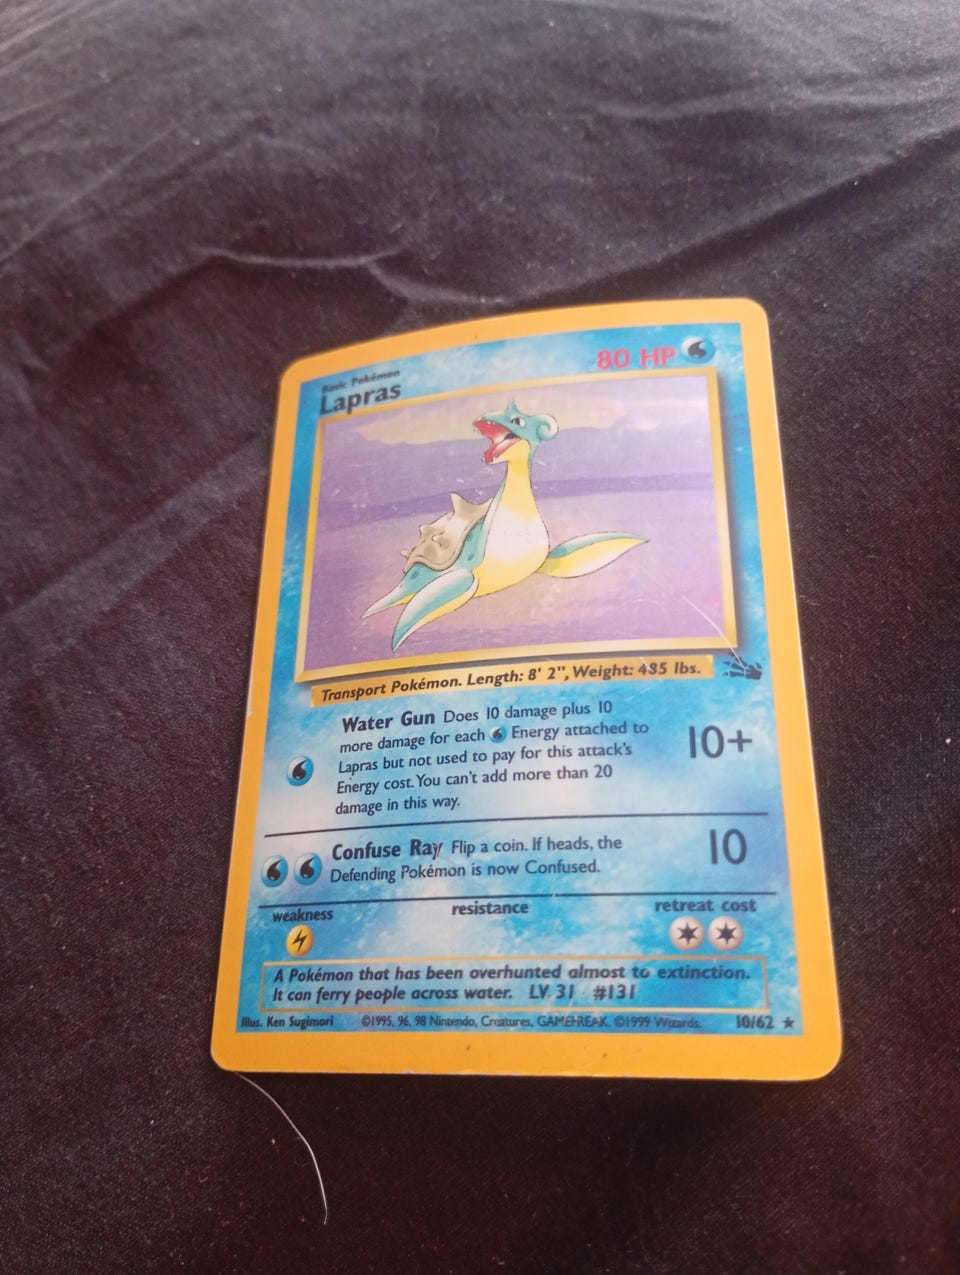 Basic Pokémon
Lapras
80 HP
Transport Pokémon. Length: 8' 2", Weight: 485 lbs.
Water Gun Does 10 damage plus 10
more damage for each Energy attached to
Lapras but not used to pay for this attack's
Energy cost. You can't add more than 20
damage in this way.
10+
Confuse Ray Flip a coin. If heads, the
Defending Pokémon is now Confused.
10
weakness
resistance
retreat cost
A Pokémon that has been overhunted almost to extinction.
It can ferry people across water. LV. 31 #131
Illus. Ken Sugimori ©1995, 96, 98 Nintendo, Creatures, GAMEFREAK. ©1999 Wizards. 10/62 ★